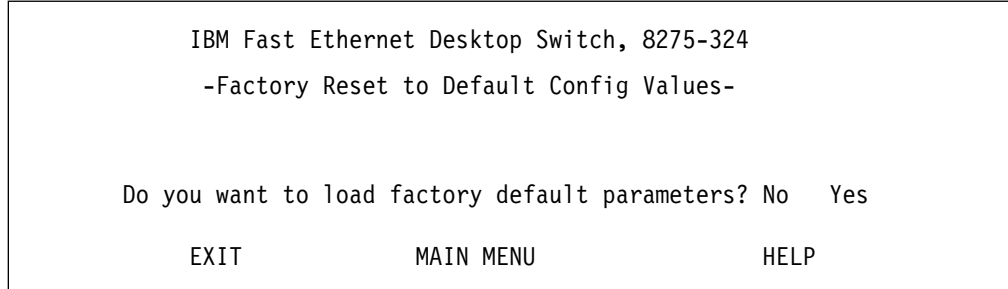 IBM Fast Ethernet Desktop Switch, 8275-324
-Factory Reset to Default Config Values-
Do you want to load factory default parameters? No Yes
EXIT MAIN MENU HELP